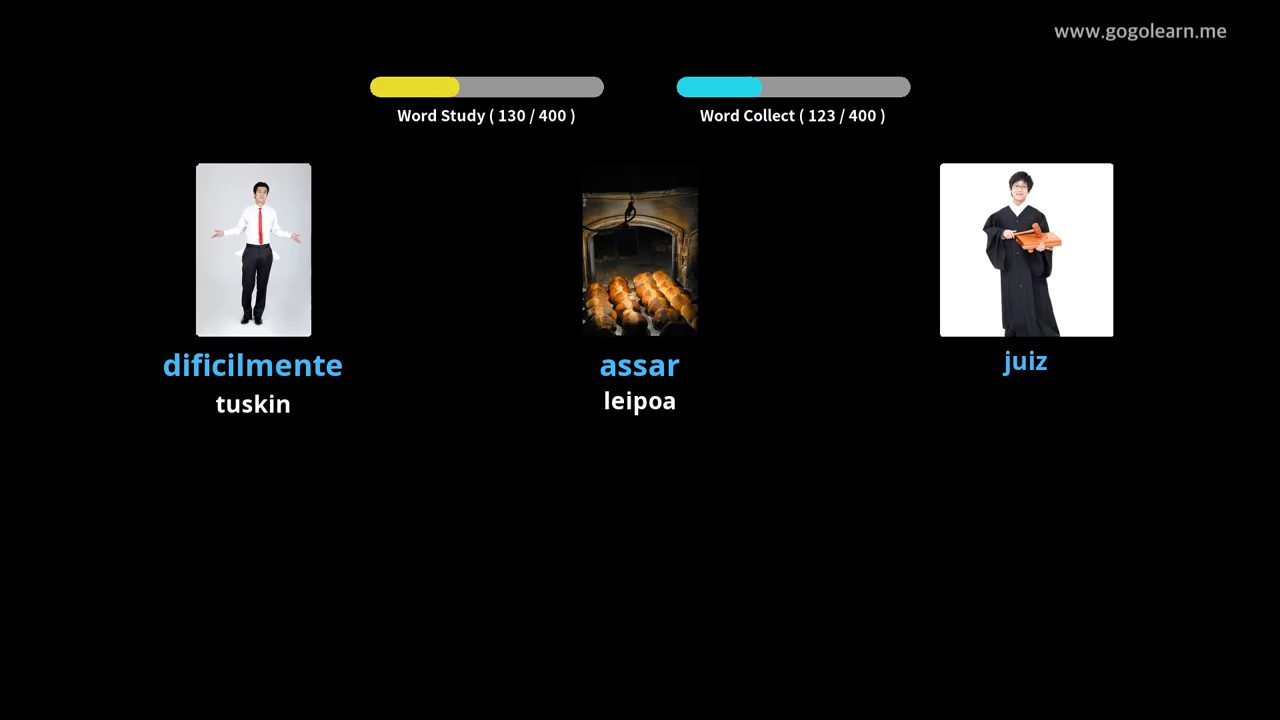 www.gogolearn.me
Word Study ( 130 / 400 )
Word Collect ( 123 / 400 )
dificilmente
tuskin
assar
leipoa
juiz